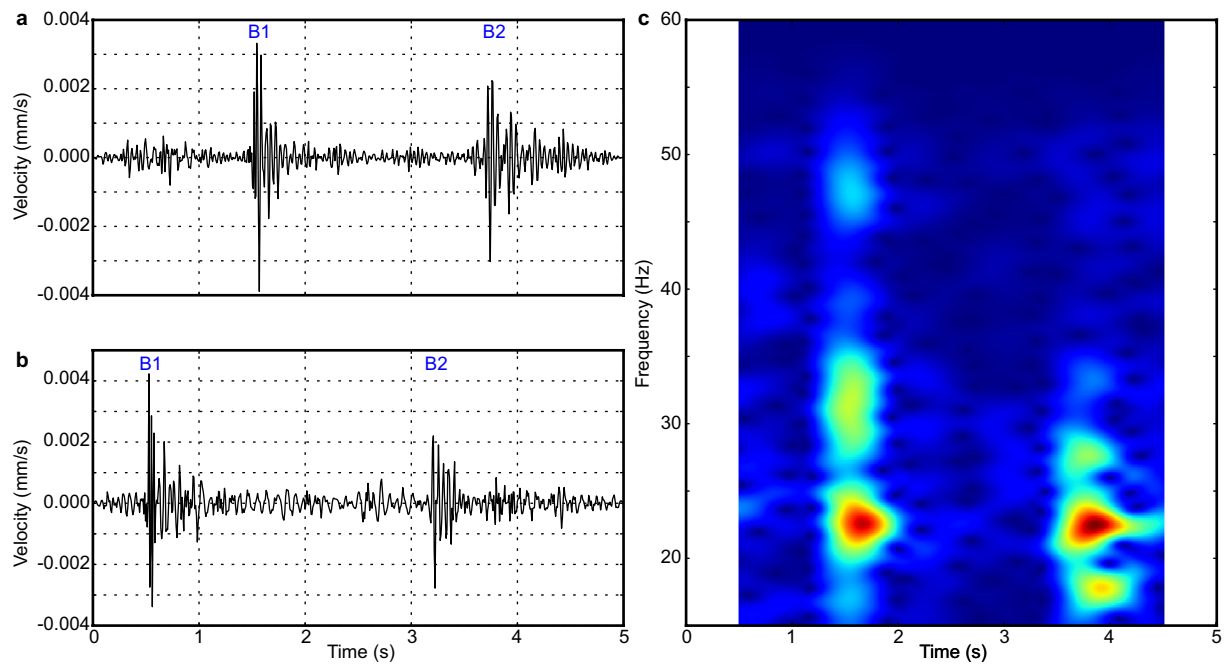 a
B1
B2
0.004
0.002
0.000
-0.002
-0.004
Velocity (mm/s)
b
B1
B2
0.004
0.002
0.000
-0.002
-0.004
Velocity (mm/s)
0 1 2 3 4 5
Time (s)
c
60
50
40
30
20
Frequency (Hz)
0 1 2 3 4 5
Time (s)